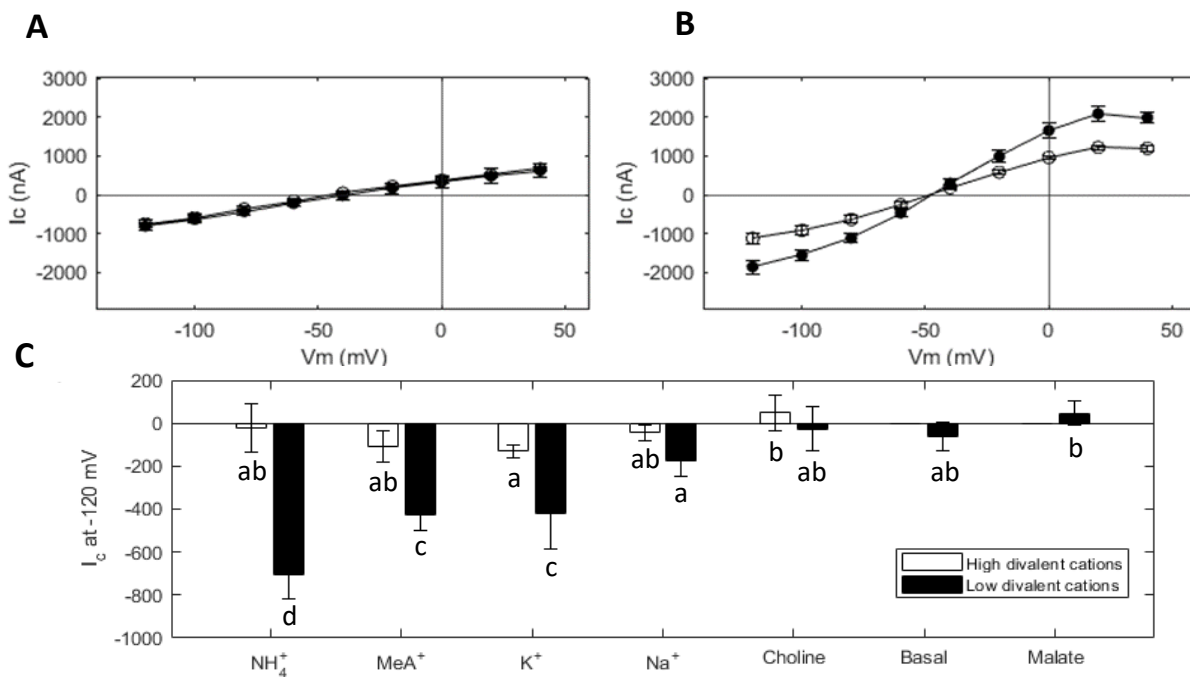 A
B
3000
2000
1000
0
-1000
-2000
Ic (nA)
-100
-50
0
50
Vm (mV)
3000
2000
1000
0
-1000
-2000
Ic (nA)
-100
-50
0
50
Vm (mV)
C
200
0
-200
-400
-600
-800
-1000
I_c at -120 mV
ab
d
ab
c
a
c
ab
a
b
ab
ab
b
High divalent cations
Low divalent cations
NH₄⁺
MeA⁺
K⁺
Na⁺
Choline
Basal
Malate